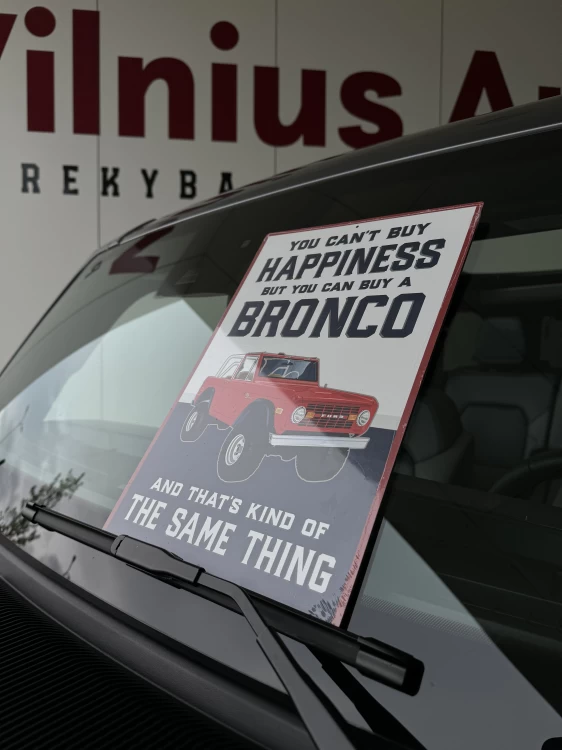 Vilnius Au
REKYBA
YOU CAN'T BUY
HAPPINESS
BUT YOU CAN BUY A
BRONCO
FORD
AND THAT'S KIND OF
THE SAME THING